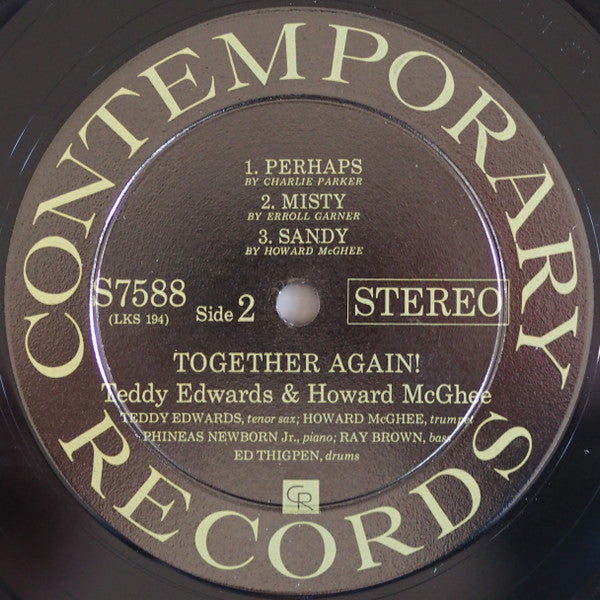 CONTEMPORARY
1. PERHAPS
BY CHARLIE PARKER
2. MISTY
BY ERROLL GARNER
3. SANDY
BY HOWARD McGHEE
S7588
(LKS 194)
Side 2
STEREO
TOGETHER AGAIN!
Teddy Edwards & Howard McGhee
TEDDY EDWARDS, tenor sax; HOWARD McGHEE, trumpet
PHINEAS NEWBORN Jr., piano; RAY BROWN, bass
ED THIGPEN, drums
CR
RECORDS